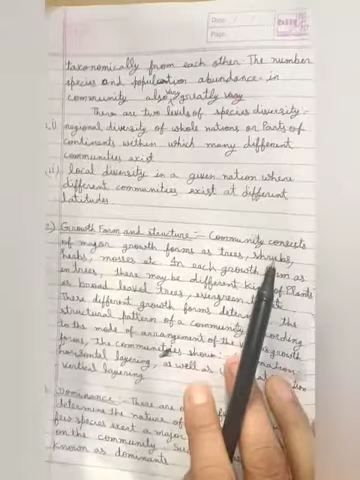 Date
Page
taxonomically from each other. The number
species and population abundance in
community also vary greatly vary
There are two levels of species diversity.
i) regional diversity of whole nations or Parts of
continents within which many different
communities exist
ii) local diversity in a given nation where
different communities exist at different
latitudes.
2) Growth Form and structure :- Community consists
of major growth forms as trees, shrubs,
herbs, mosses etc. In each growth form as
in trees, there may be different kind of Plants
as broad leaved trees, evergreen
These different growth forms the
structural pattern of a community. According
to the mode of arrangement of the growth
forms, the communities show
horizontal layering, as well as
vertical layering
Dominance :- There are
determine the nature of
few species exert a major
on the community.
known as dominants